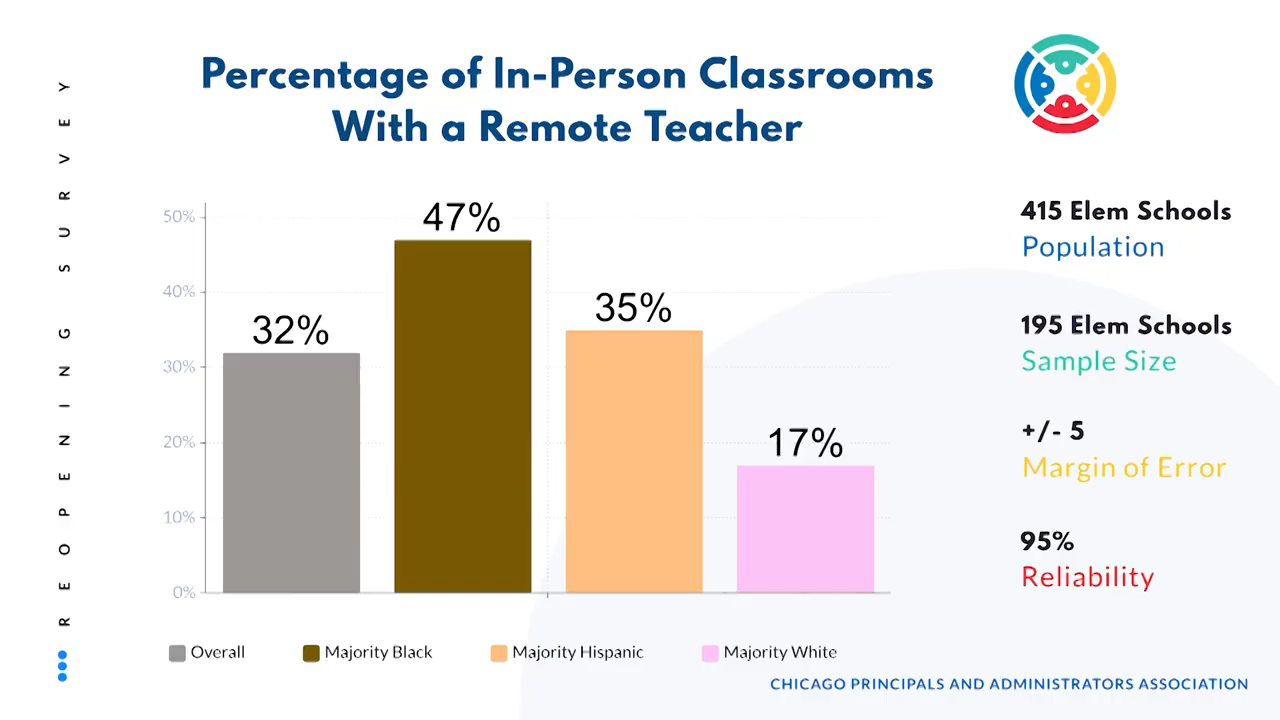 REOPENING SURVEY
Percentage of In-Person Classrooms
With a Remote Teacher
50%
40%
30%
20%
10%
0%
32%
47%
35%
17%
Overall
Majority Black
Majority Hispanic
Majority White
415 Elem Schools
Population
195 Elem Schools
Sample Size
+/- 5
Margin of Error
95%
Reliability
CHICAGO PRINCIPALS AND ADMINISTRATORS ASSOCIATION